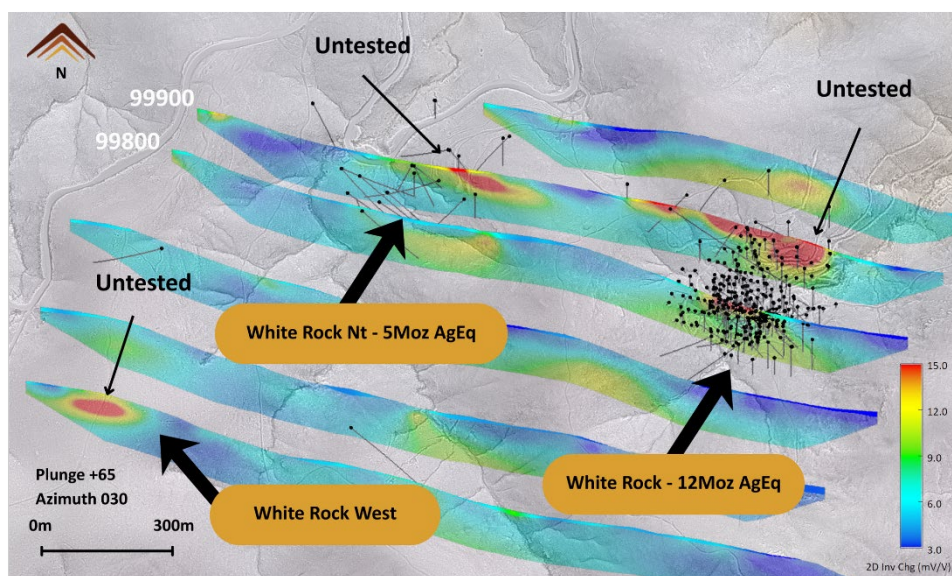 Untested
Untested
N
99900
99800
Untested
White Rock Nt - 5Moz AgEq
15.0
12.0
9.0
6.0
3.0
Plunge +65
Azimuth 030
0m 300m
White Rock West
White Rock - 12Moz AgEq
2D Inv Chg (mV/V)